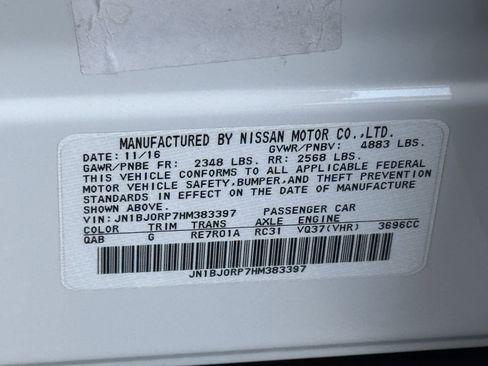 MANUFACTURED BY NISSAN MOTOR CO.,LTD.
DATE: 11/16 GVWR/PNBV: 4883 LBS.
GAWR/PNBE FR: 2348 LBS. RR: 2568 LBS.
THIS VEHICLE CONFORMS TO ALL APPLICABLE FEDERAL
MOTOR VEHICLE SAFETY,BUMPER,AND THEFT PREVENTION
STANDARDS IN EFFECT ON THE DATE OF MANUFACTURE
SHOWN ABOVE.
VIN: JN1BJ0RP7HM383397 PASSENGER CAR
COLOR TRIM TRANS AXLE ENGINE
QAB G RE7R01A RC31 VQ37(VHR) 3696CC
JN1BJ0RP7HM383397